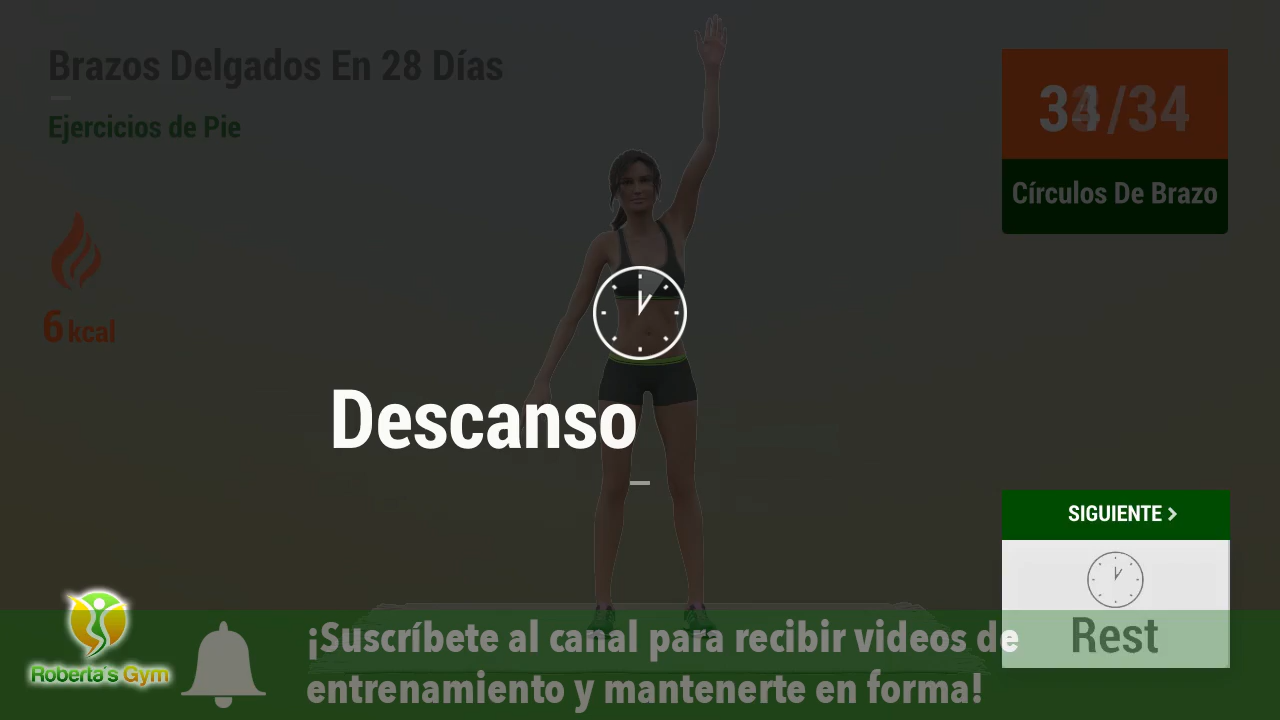 Brazos Delgados En 28 Días
Ejercicios de Pie
/34
Círculos De Brazo
6 kcal
Descanso
SIGUIENTE >
Rest
¡Suscríbete al canal para recibir videos de
entrenamiento y mantenerte en forma!
Roberta's Gym